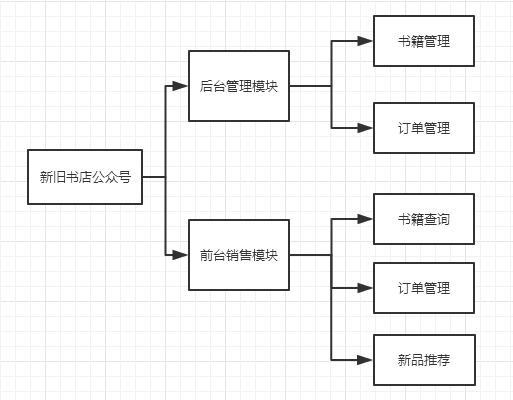 书籍管理
后台管理模块
订单管理
新旧书店公众号
书籍查询
前台销售模块
订单管理
新品推荐